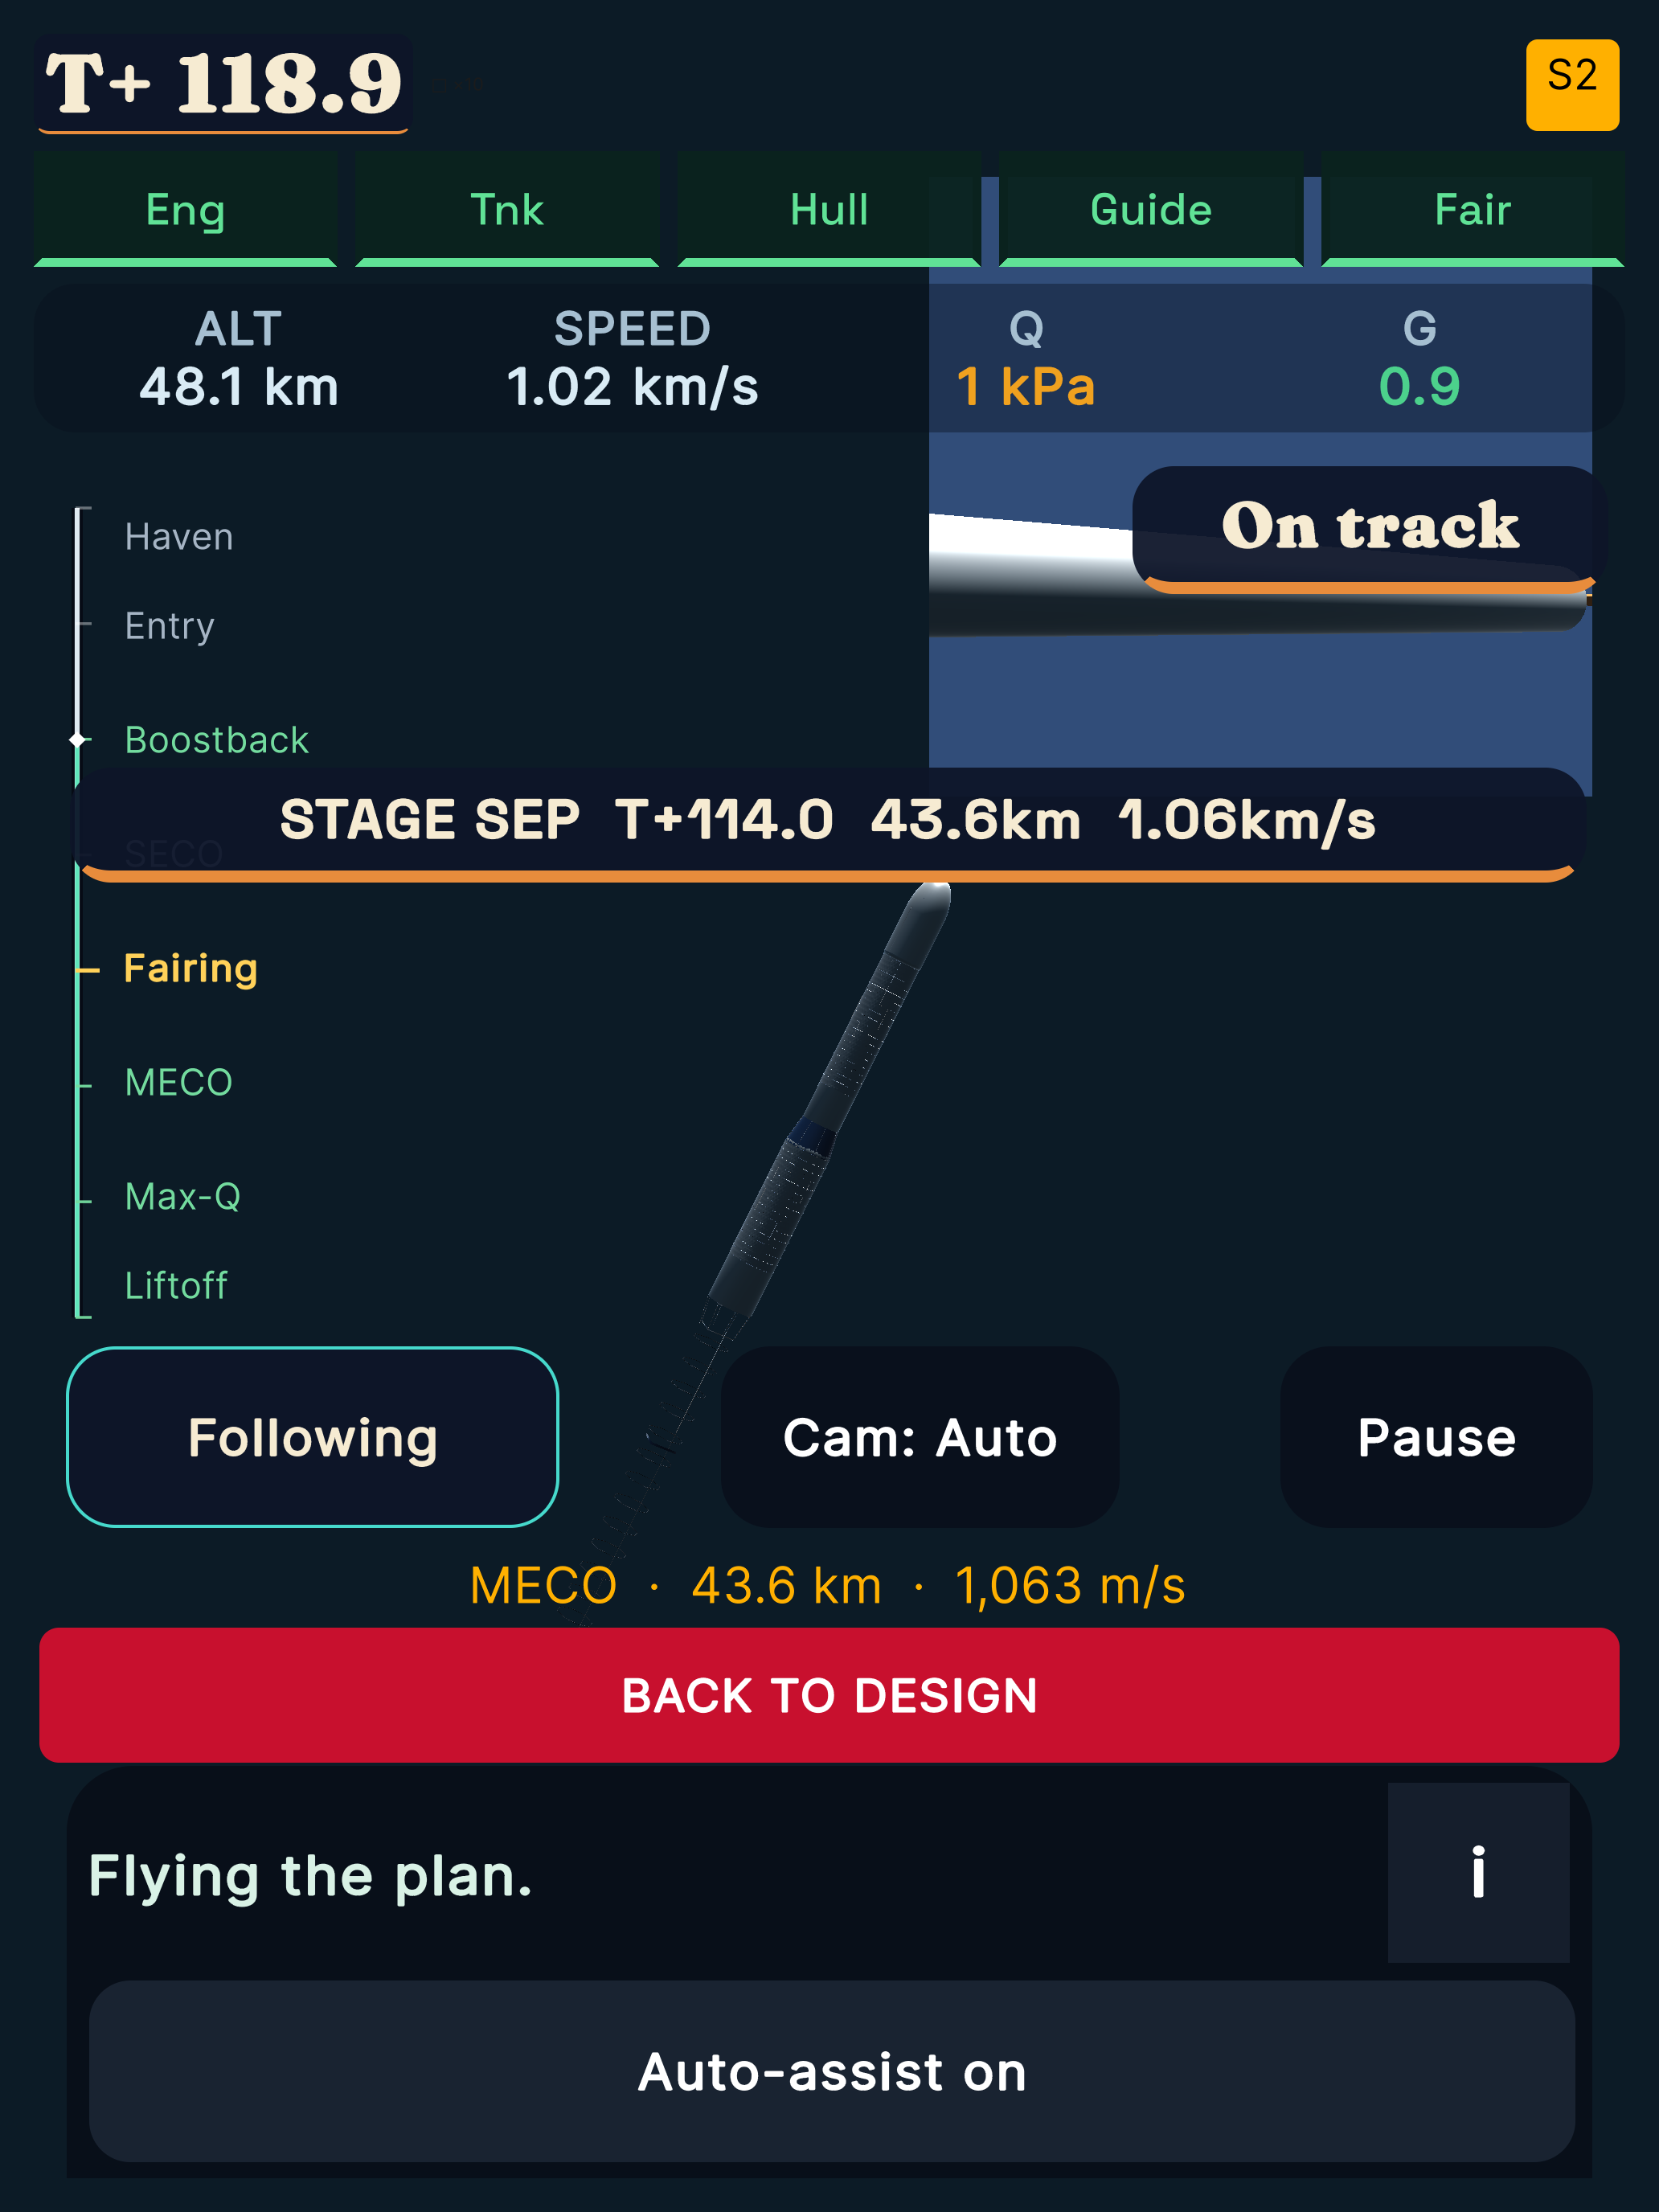 T+ 118.9
S2
Eng Tnk Hull Guide Fair
ALT SPEED Q G
48.1 km 1.02 km/s 1 kPa 0.9
On track
Haven
Entry
Boostback
STAGE SEP T+114.0 43.6km 1.06km/s
SECO
Fairing
MECO
Max-Q
Liftoff
Following Cam: Auto Pause
MECO · 43.6 km · 1,063 m/s
BACK TO DESIGN
Flying the plan.
i
Auto-assist on